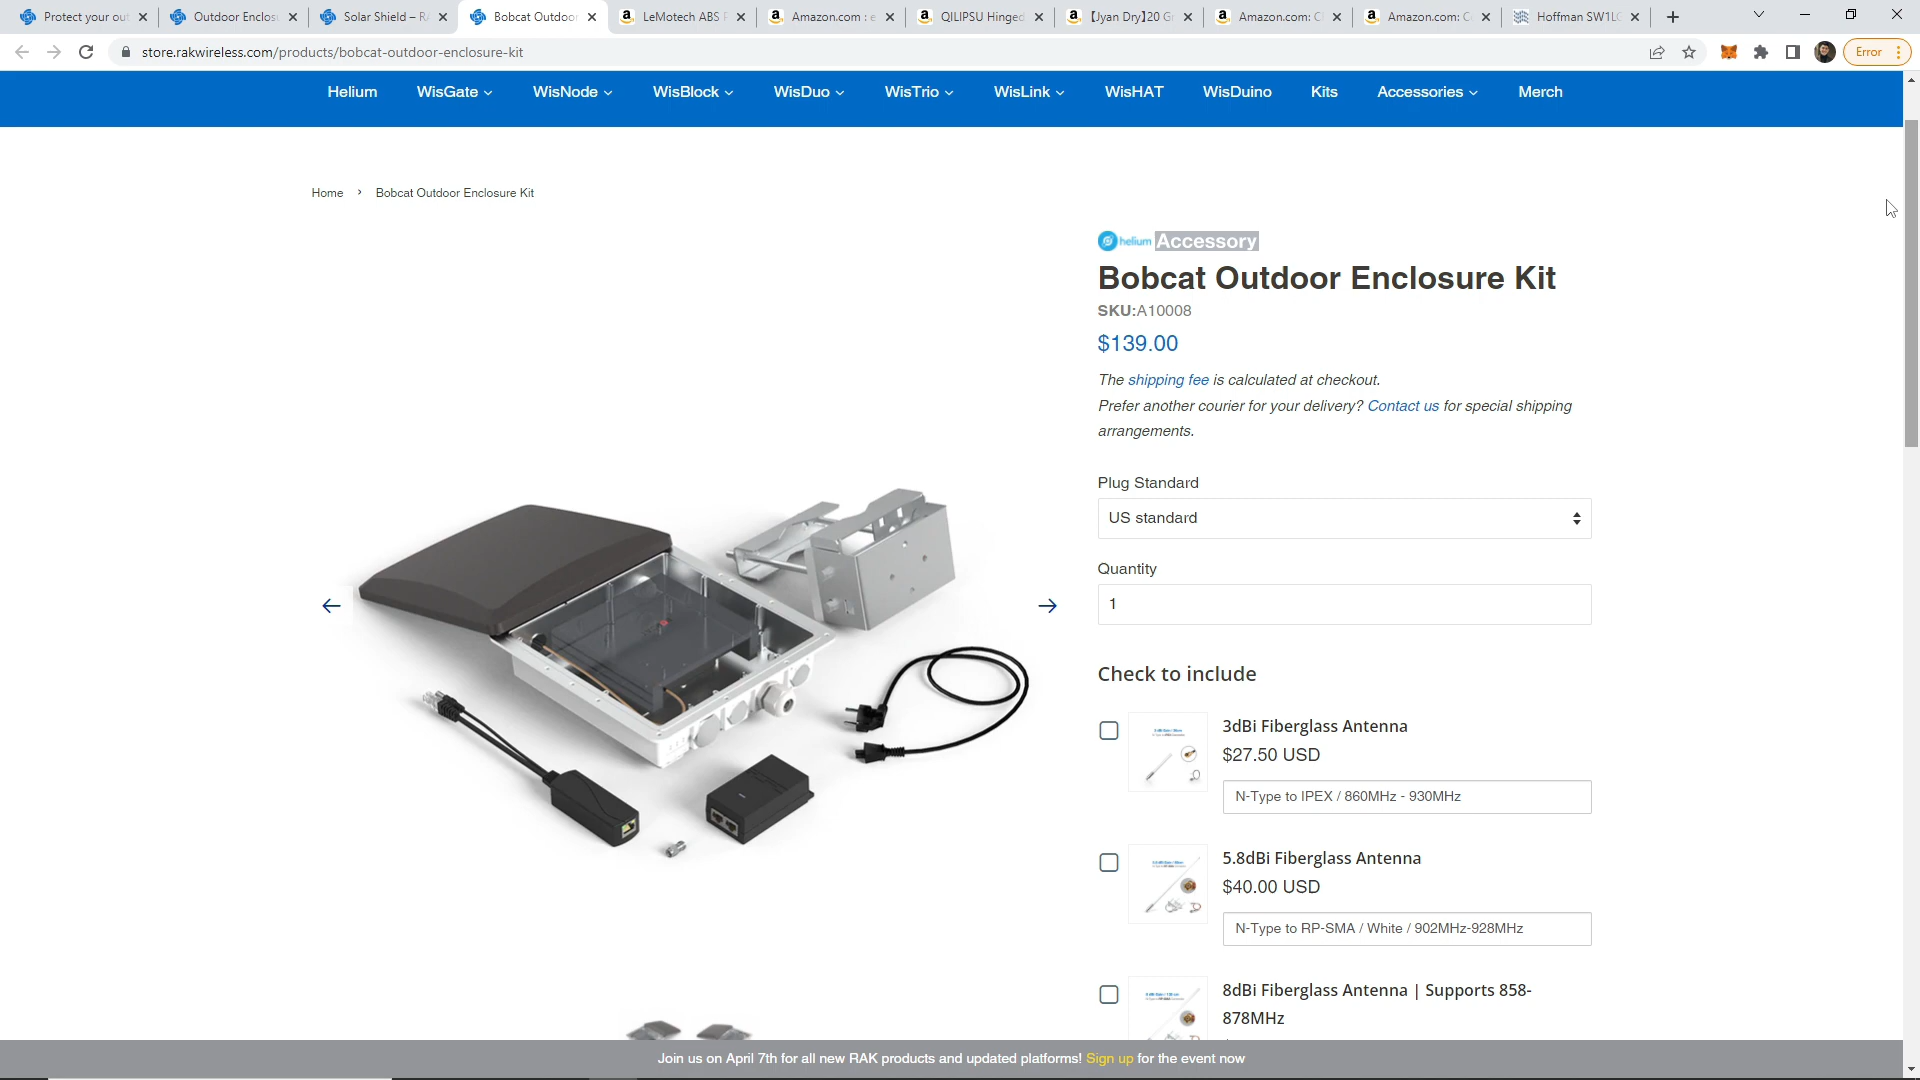 Protect your out
Outdoor Enclos
Solar Shield – R
Bobcat Outdoor
LeMotech ABS
Amazon.com : e
QILIPSU Hinged
【Jyan Dry】20 G
Amazon.com: C
Amazon.com: C
Hoffman SW1L
store.rakwireless.com/products/bobcat-outdoor-enclosure-kit
Error
Helium WisGate WisNode WisBlock WisDuo WisTrio WisLink WisHAT WisDuino Kits Accessories Merch
Home › Bobcat Outdoor Enclosure Kit
helium Accessory
Bobcat Outdoor Enclosure Kit
SKU:A10008
$139.00
The shipping fee is calculated at checkout.
Prefer another courier for your delivery? Contact us for special shipping
arrangements.
Plug Standard
US standard
Quantity
1
Check to include
3dBi Fiberglass Antenna
$27.50 USD
N-Type to IPEX / 860MHz - 930MHz
5.8dBi Fiberglass Antenna
$40.00 USD
N-Type to RP-SMA / White / 902MHz-928MHz
8dBi Fiberglass Antenna | Supports 858-
878MHz
Join us on April 7th for all new RAK products and updated platforms! Sign up for the event now